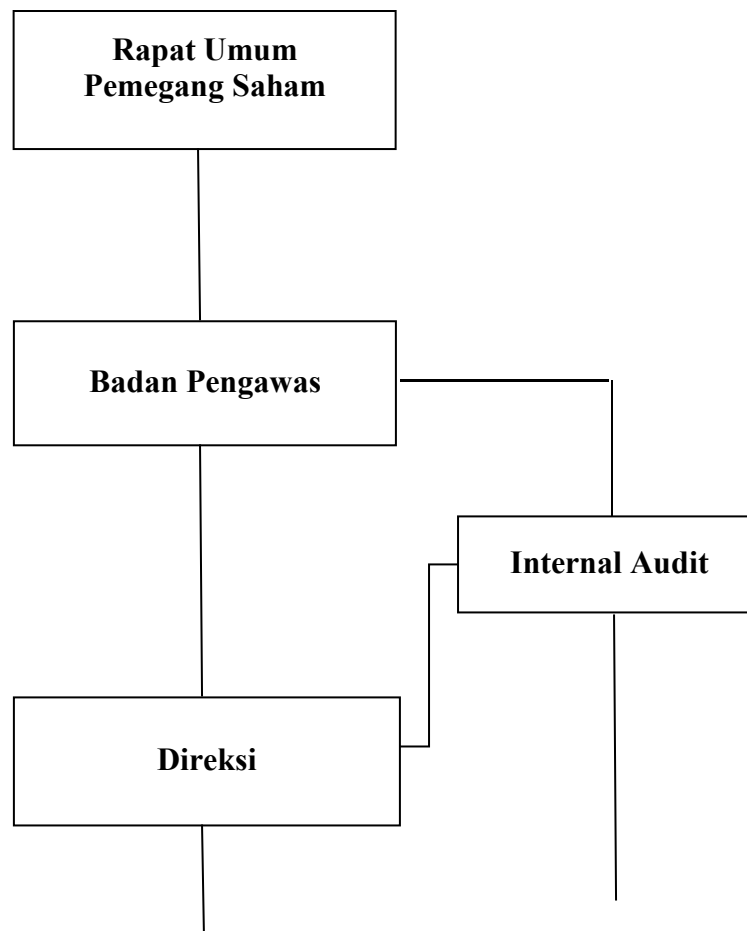 Rapat Umum
Pemegang Saham
Badan Pengawas
Internal Audit
Direksi